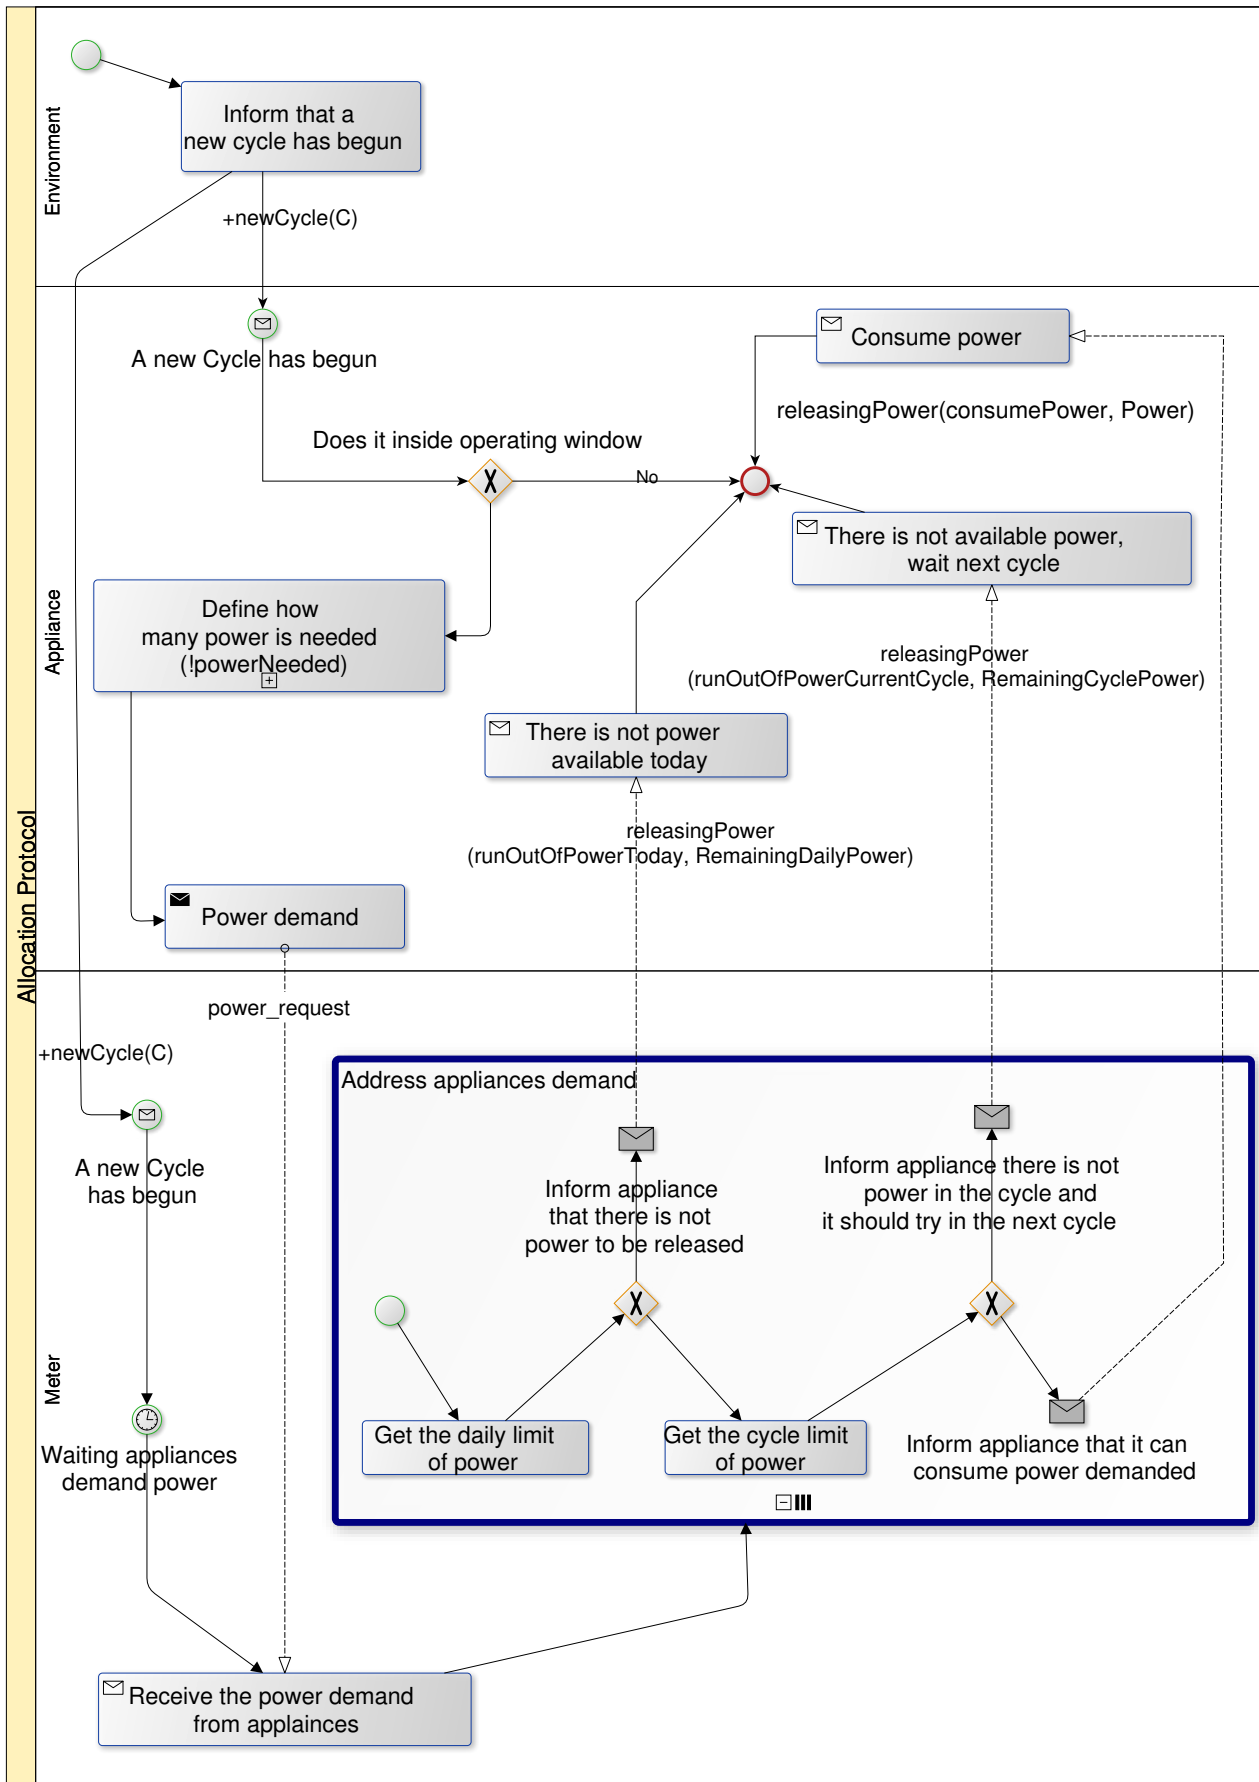 Allocation Protocol
Environment
Inform that a
new cycle has begun
+newCycle(C)
Appliance
A new Cycle has begun
Consume power
releasingPower(consumePower, Power)
Does it inside operating window
No
There is not available power,
wait next cycle
Define how
many power is needed
(!powerNeeded)
releasingPower
(runOutOfPowerCurrentCycle, RemainingCyclePower)
There is not power
available today
releasingPower
(runOutOfPowerToday, RemainingDailyPower)
Power demand
power_request
Meter
+newCycle(C)
Address appliances demand
A new Cycle
has begun
Inform appliance
that there is not
power to be released
Inform appliance there is not
power in the cycle and
it should try in the next cycle
Get the daily limit
of power
Get the cycle limit
of power
Inform appliance that it can
consume power demanded
Waiting appliances
demand power
Receive the power demand
from applainces